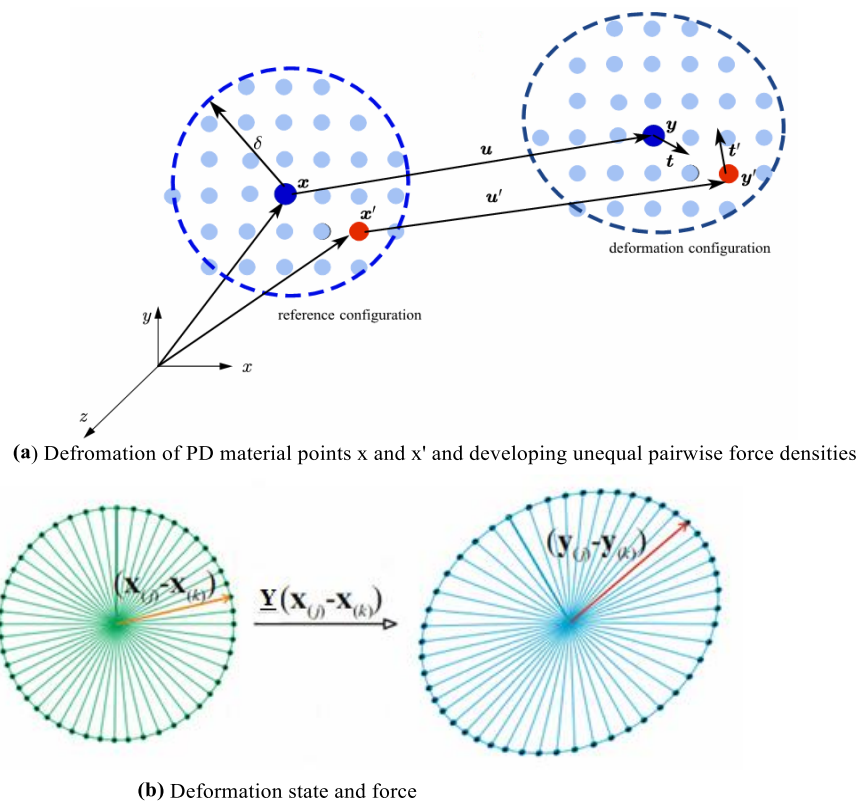 δ
x
x'
u
u'
y
t
t'
y'
deformation configuration
reference configuration
y
x
z
(a) Defromation of PD material points x and x' and developing unequal pairwise force densities
(x(j)-x(k))
Y(x(j)-x(k))
(y(j)-y(k))
(b) Deformation state and force